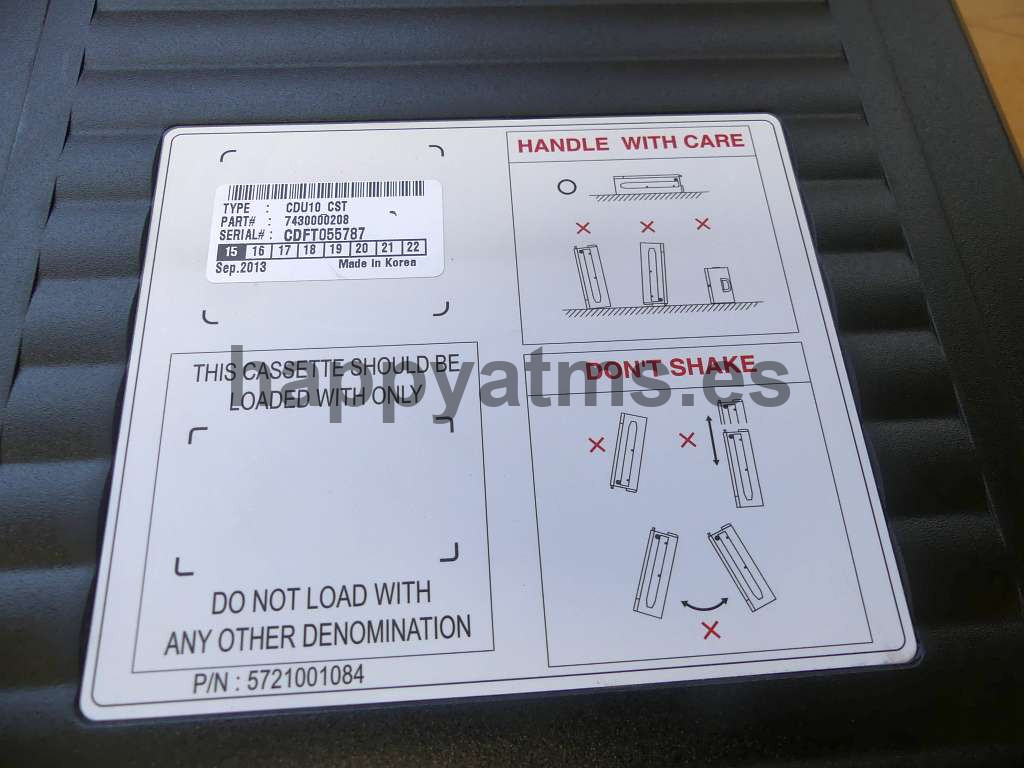 TYPE : CDU10 CST
PART# : 7430000208
SERIAL# : CDFT055787
15 16 17 18 19 20 21 22
Sep.2013 Made In Korea
THIS CASSETTE SHOULD BE
LOADED WITH ONLY
DO NOT LOAD WITH
ANY OTHER DENOMINATION
P/N : 5721001084
HANDLE WITH CARE
DON'T SHAKE
happyatms.es